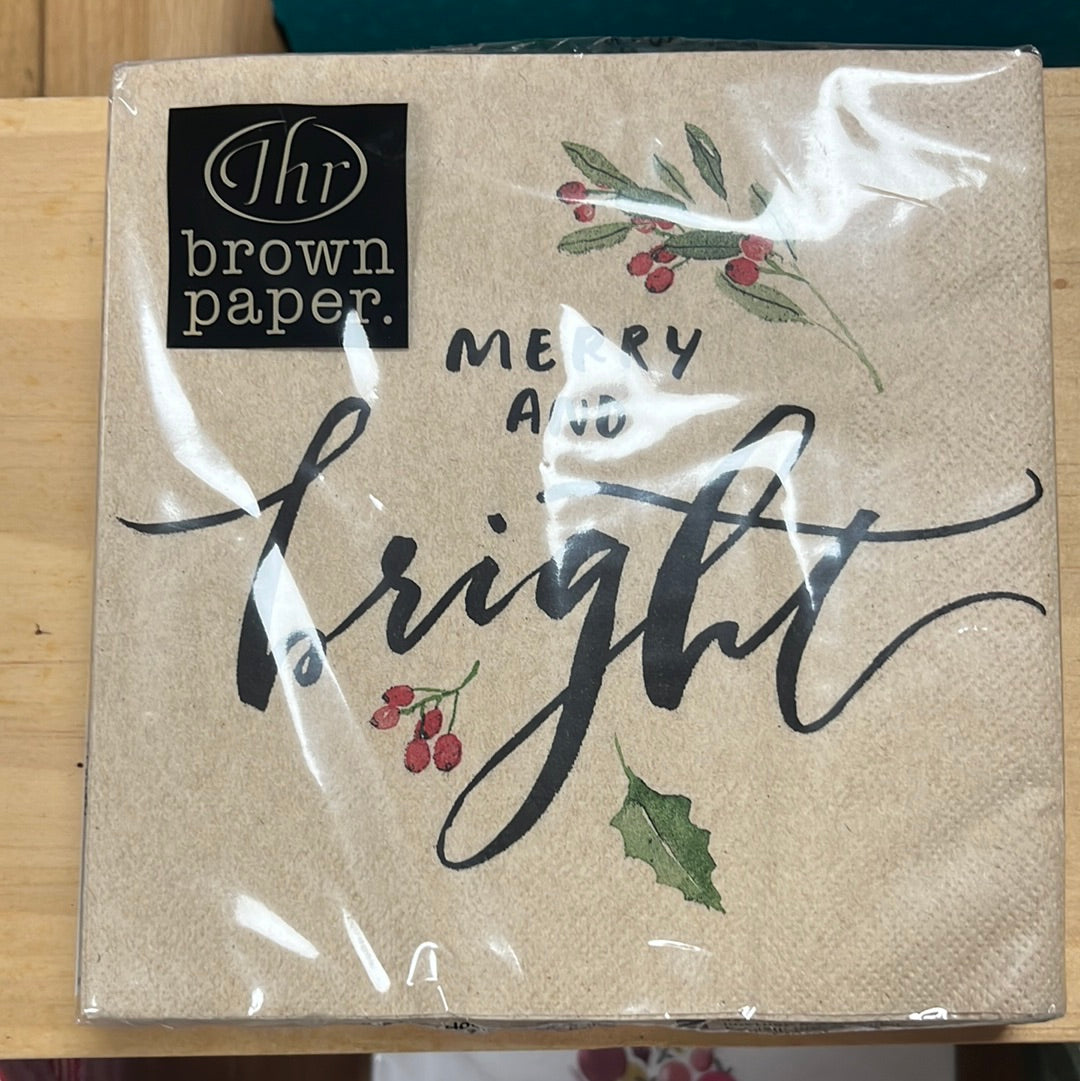 Ihr
brown
paper.
MERRY
AND
bright